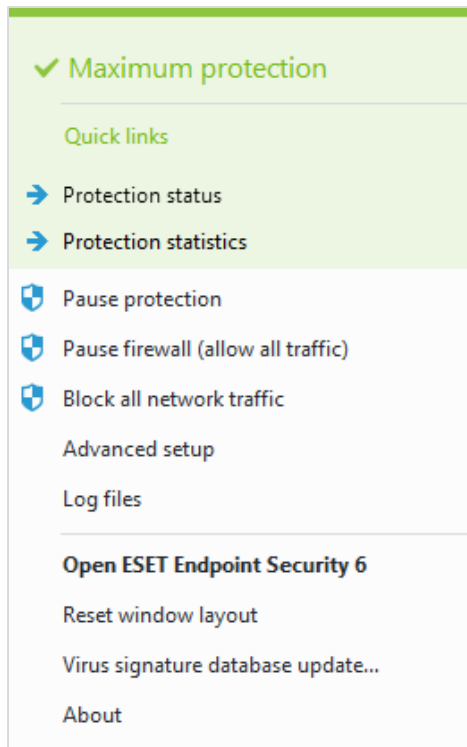 Maximum protection
Quick links
Protection status
Protection statistics
Pause protection
Pause firewall (allow all traffic)
Block all network traffic
Advanced setup
Log files
Open ESET Endpoint Security 6
Reset window layout
Virus signature database update...
About